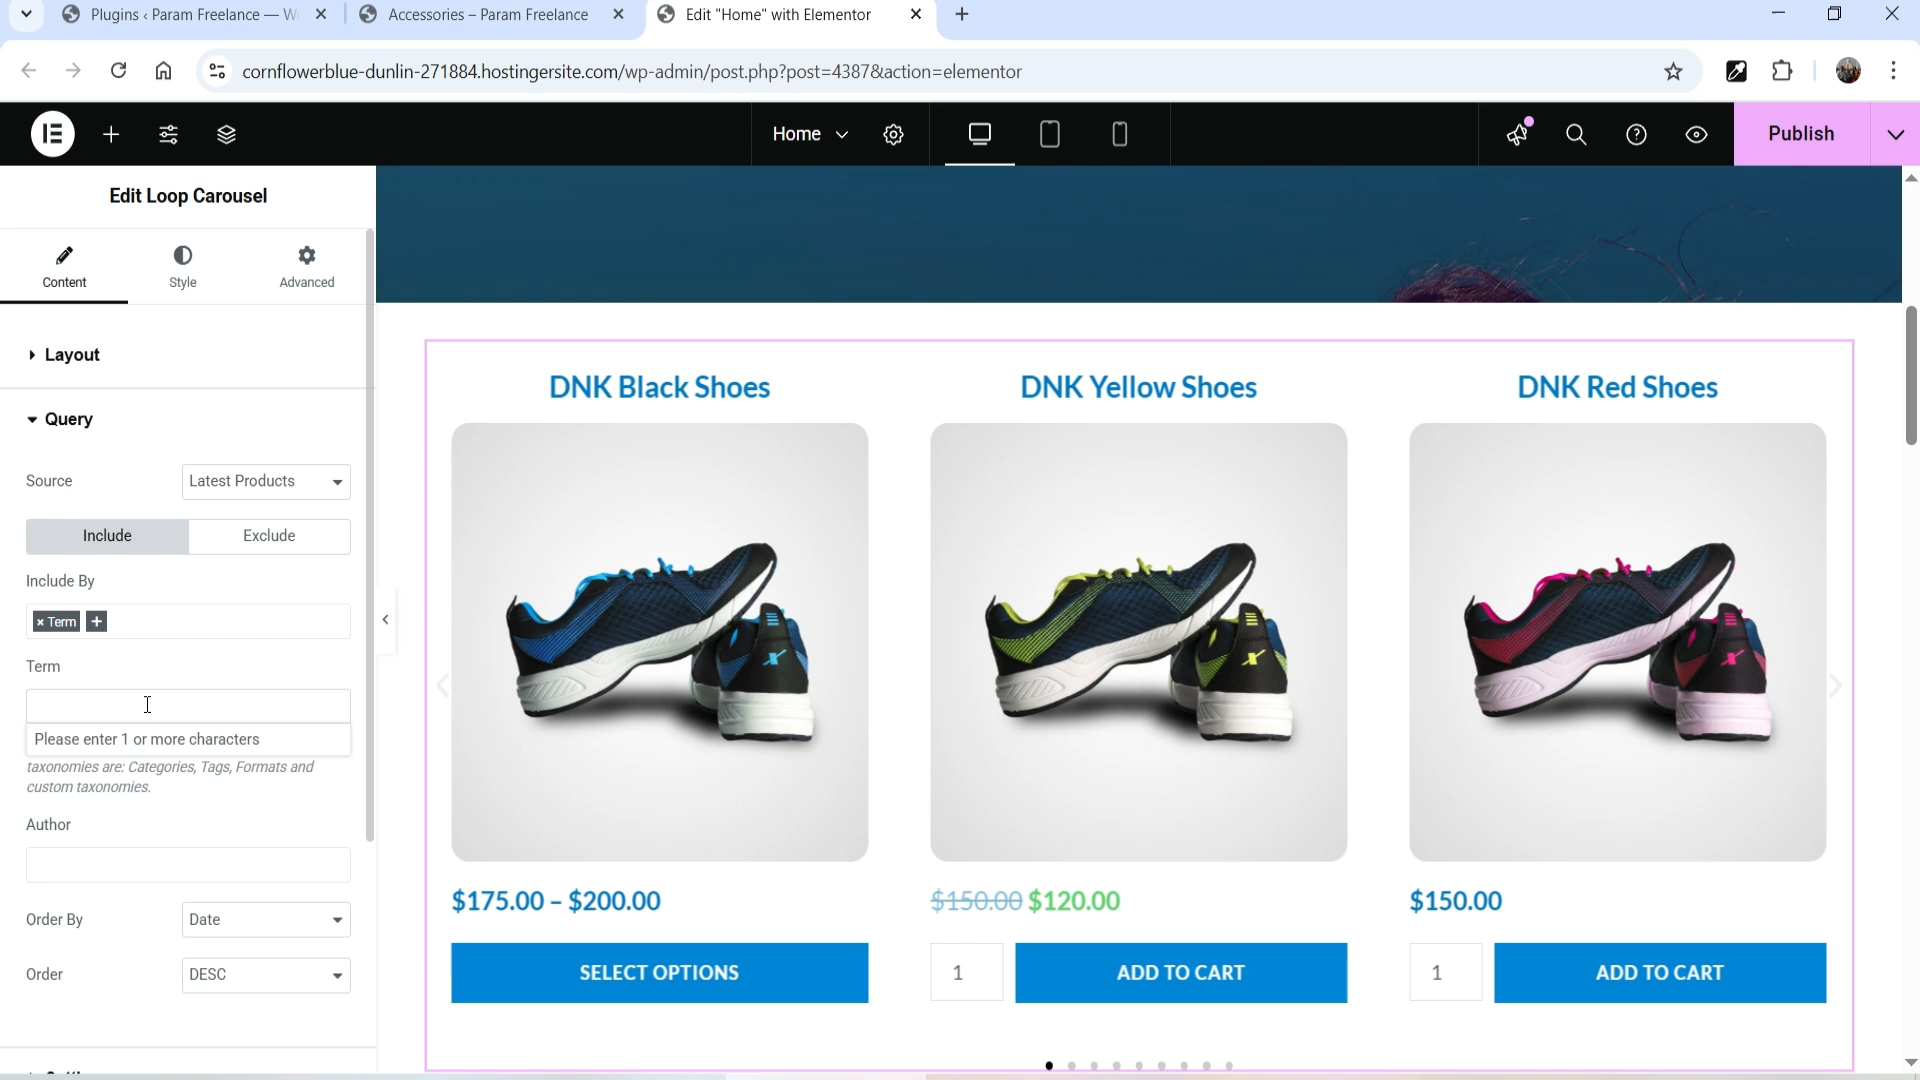 Plugins ‹ Param Freelance — W
Accessories – Param Freelance
Edit "Home" with Elementor
cornflowerblue-dunlin-271884.hostingersite.com/wp-admin/post.php?post=4387&action=elementor
Home
Publish
Edit Loop Carousel
Content
Style
Advanced
Layout
Query
Source
Latest Products
Include
Exclude
Include By
× Term +
Term
Please enter 1 or more characters
taxonomies are: Categories, Tags, Formats and
custom taxonomies.
Author
Order By
Date
Order
DESC
DNK Black Shoes
DNK Yellow Shoes
DNK Red Shoes
$175.00 – $200.00
$150.00 $120.00
$150.00
SELECT OPTIONS
1
ADD TO CART
1
ADD TO CART